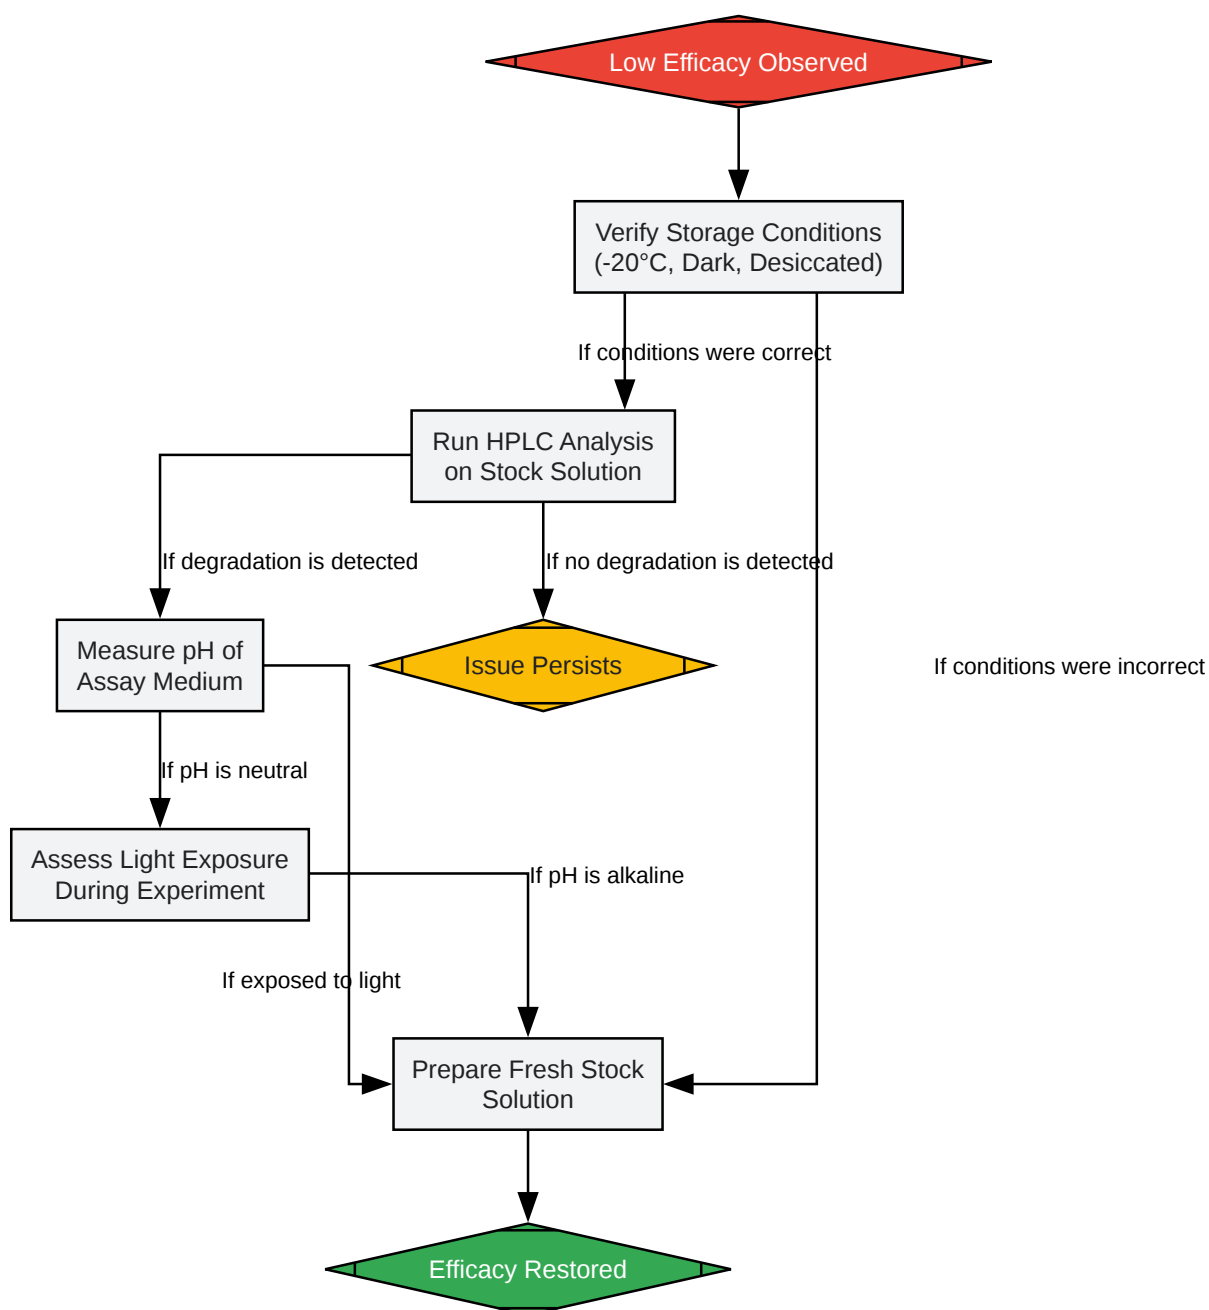 Low Efficacy Observed
Verify Storage Conditions
(-20°C, Dark, Desiccated)
If conditions were correct
Run HPLC Analysis
on Stock Solution
If degradation is detected
If no degradation is detected
Measure pH of
Assay Medium
Issue Persists
If conditions were incorrect
If pH is neutral
Assess Light Exposure
During Experiment
If pH is alkaline
If exposed to light
Prepare Fresh Stock
Solution
Efficacy Restored